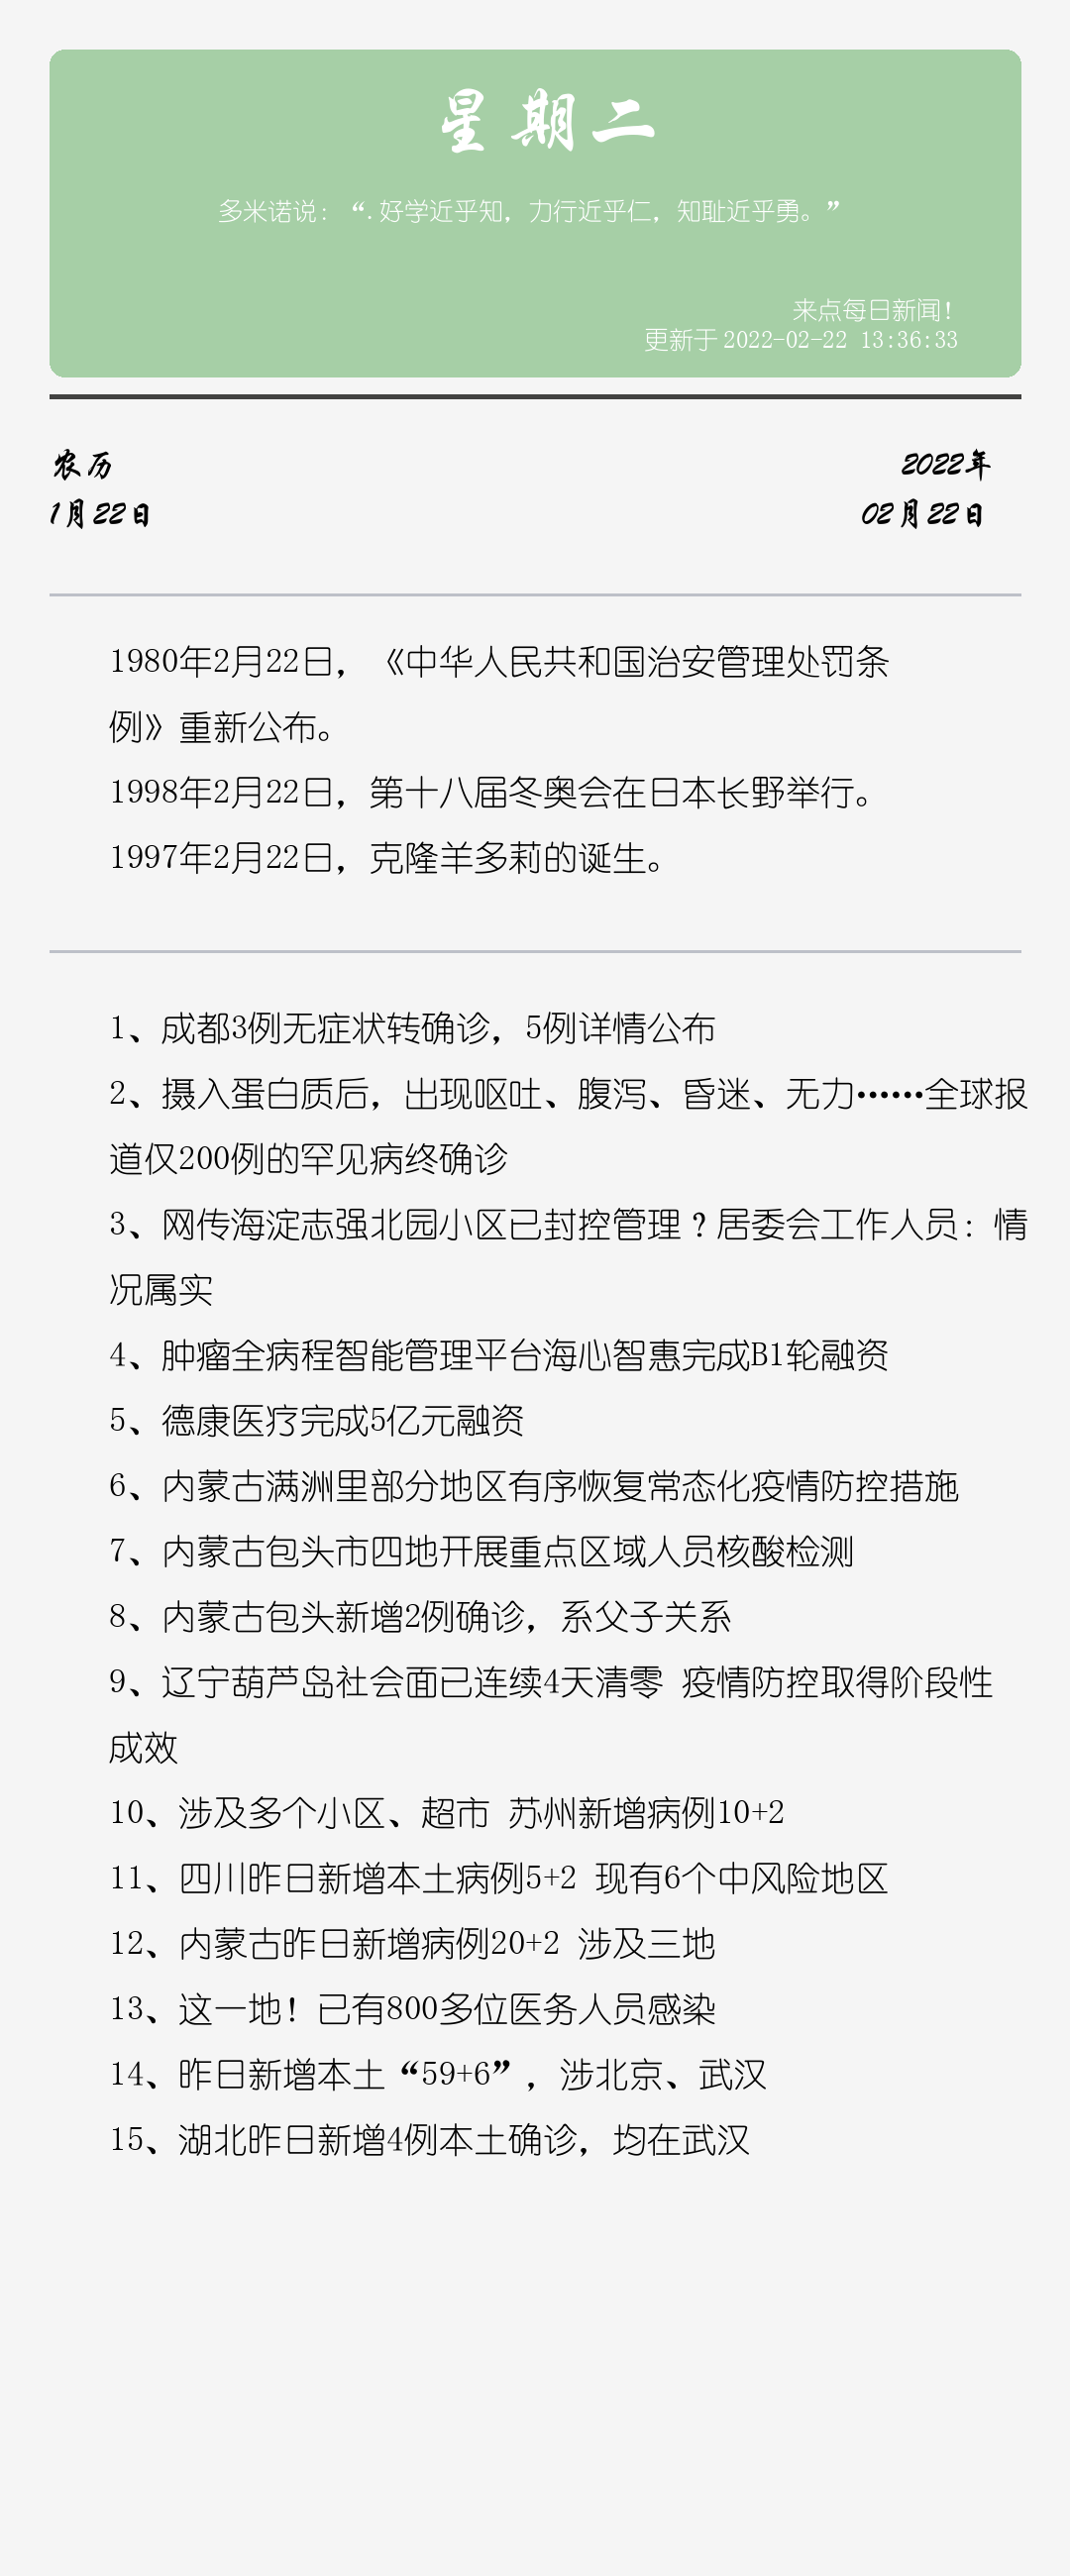 星期二
多米诺说：“.好学近乎知，力行近乎仁，知耻近乎勇。”
来点每日新闻！
更新于 2022-02-22 13:36:33
农历
2022年
1月22日
02月22日
1980年2月22日，《中华人民共和国治安管理处罚条
例》重新公布。
1998年2月22日，第十八届冬奥会在日本长野举行。
1997年2月22日，克隆羊多莉的诞生。
1、成都3例无症状转确诊，5例详情公布
2、摄入蛋白质后，出现呕吐、腹泻、昏迷、无力……全球报
道仅200例的罕见病终确诊
3、网传海淀志强北园小区已封控管理？居委会工作人员：情
况属实
4、肿瘤全病程智能管理平台海心智惠完成B1轮融资
5、德康医疗完成5亿元融资
6、内蒙古满洲里部分地区有序恢复常态化疫情防控措施
7、内蒙古包头市四地开展重点区域人员核酸检测
8、内蒙古包头新增2例确诊，系父子关系
9、辽宁葫芦岛社会面已连续4天清零 疫情防控取得阶段性
成效
10、涉及多个小区、超市 苏州新增病例10+2
11、四川昨日新增本土病例5+2 现有6个中风险地区
12、内蒙古昨日新增病例20+2 涉及三地
13、这一地！已有800多位医务人员感染
14、昨日新增本土“59+6”，涉北京、武汉
15、湖北昨日新增4例本土确诊，均在武汉